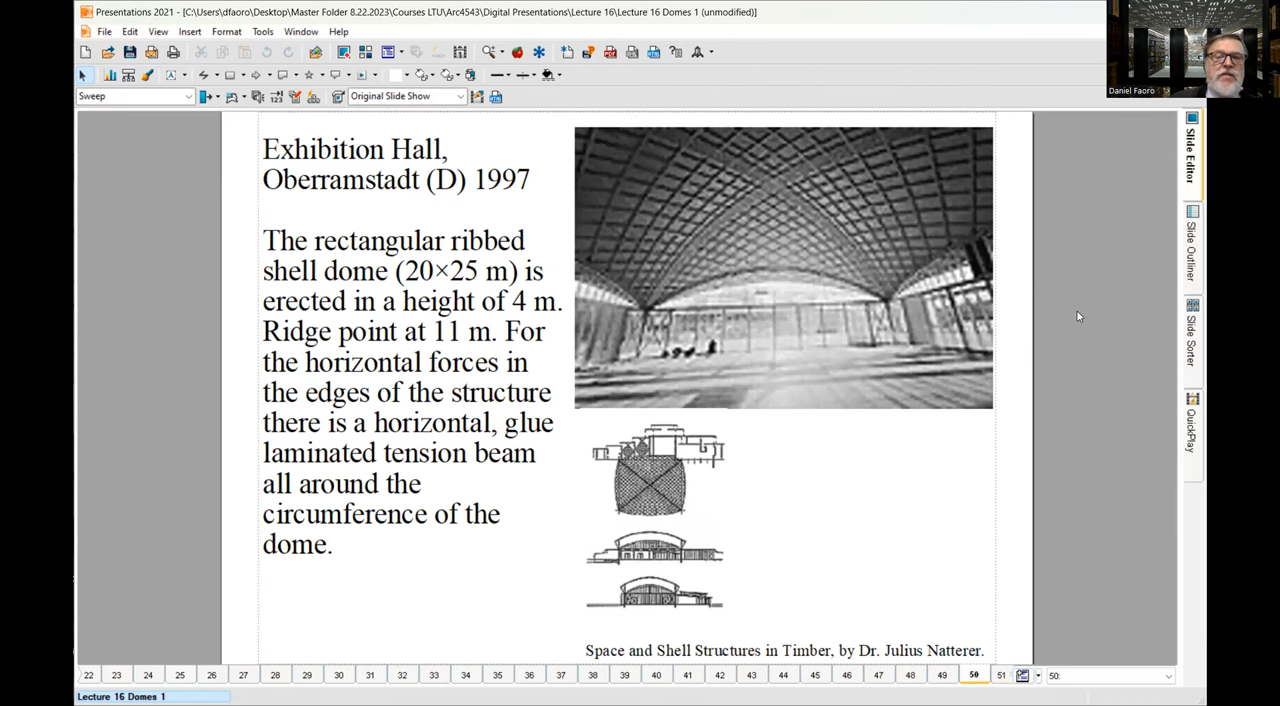 Presentations 2021 - [C:\Users\dfaoro\Desktop\Master Folder 8.22.2023\Courses LTU\Arc4543\Digital Presentations\Lecture 16\Lecture 16 Domes 1 (unmodified)]
File Edit View Insert Format Tools Window Help
Sweep
Original Slide Show
Daniel Faoro
Exhibition Hall,
Oberramstadt (D) 1997
The rectangular ribbed
shell dome (20×25 m) is
erected in a height of 4 m.
Ridge point at 11 m. For
the horizontal forces in
the edges of the structure
there is a horizontal, glue
laminated tension beam
all around the
circumference of the
dome.
Space and Shell Structures in Timber, by Dr. Julius Natterer.
Slide Editor
Slide Outliner
Slide Sorter
QuickPlay
22 23 24 25 26 27 28 29 30 31 32 33 34 35 36 37 38 39 40 41 42 43 44 45 46 47 48 49 50 51 50:
Lecture 16 Domes 1